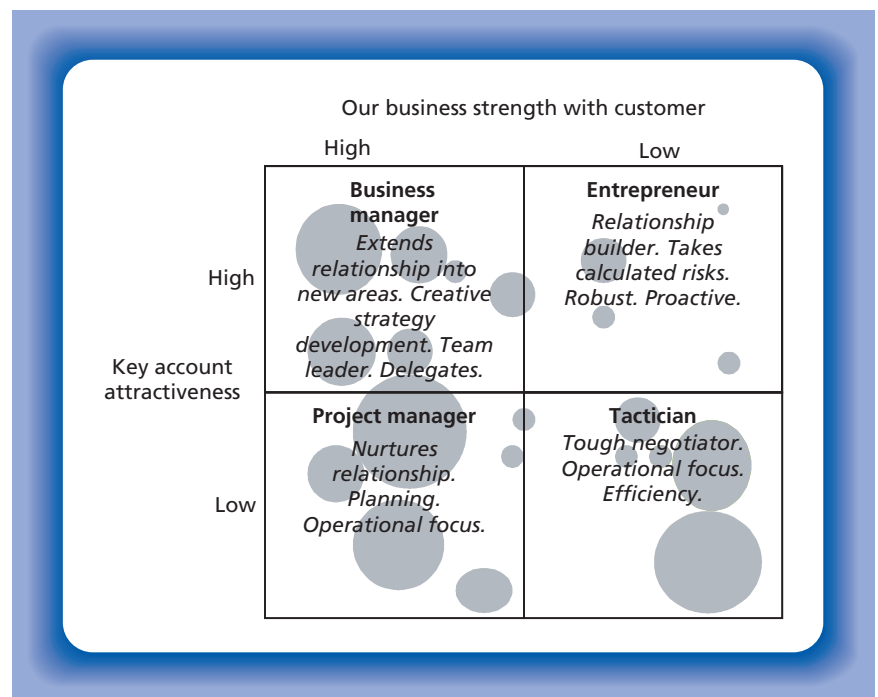 Our business strength with customer
High
Low
Business
manager
Extends
relationship into
new areas. Creative
strategy
development. Team
leader. Delegates.
Entrepreneur
Relationship
builder. Takes
calculated risks.
Robust. Proactive.
High
Key account
attractiveness
Project manager
Nurtures
relationship.
Planning.
Operational focus.
Tactician
Tough negotiator.
Operational focus.
Efficiency.
Low